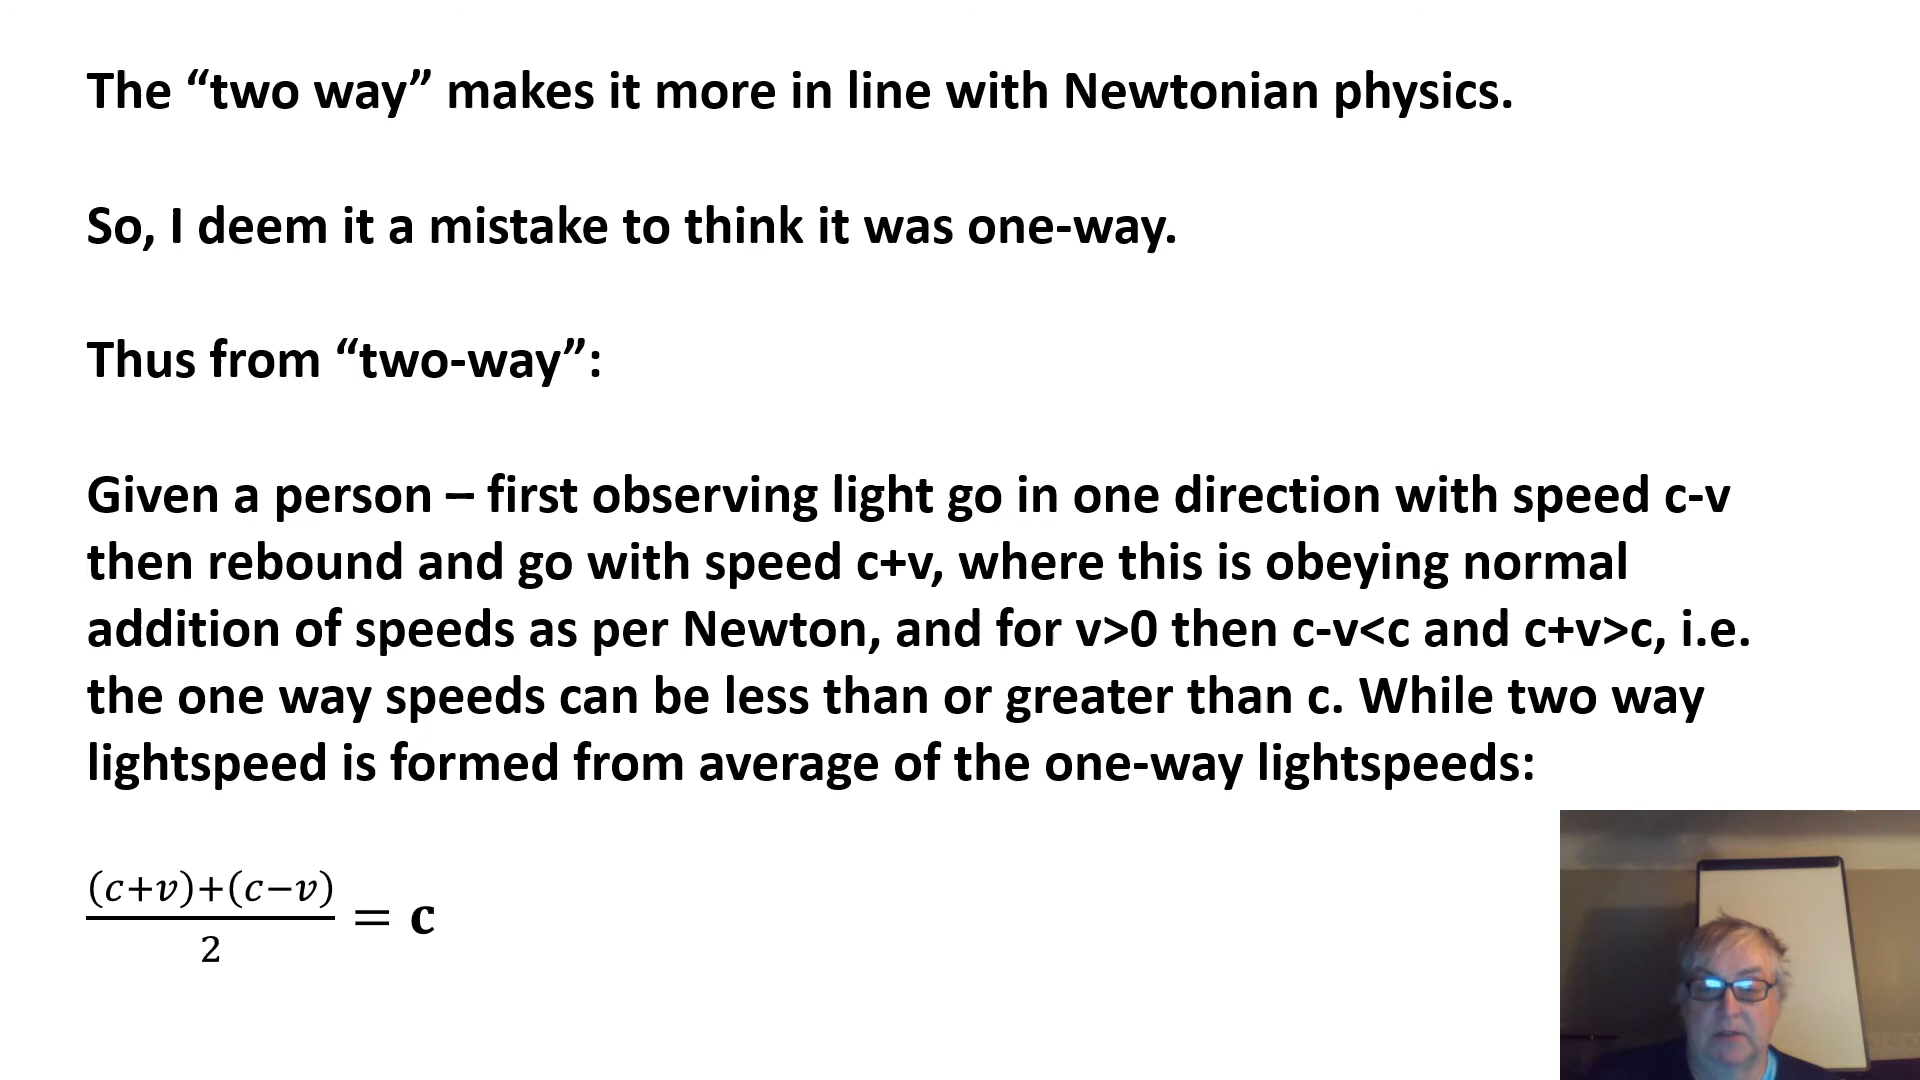 The “two way” makes it more in line with Newtonian physics.
So, I deem it a mistake to think it was one-way.
Thus from “two-way”:
Given a person – first observing light go in one direction with speed c-v
then rebound and go with speed c+v, where this is obeying normal
addition of speeds as per Newton, and for v>0 then c-v<c and c+v>c, i.e.
the one way speeds can be less than or greater than c. While two way
lightspeed is formed from average of the one-way lightspeeds:
(c+v)+(c−v)
2
= c